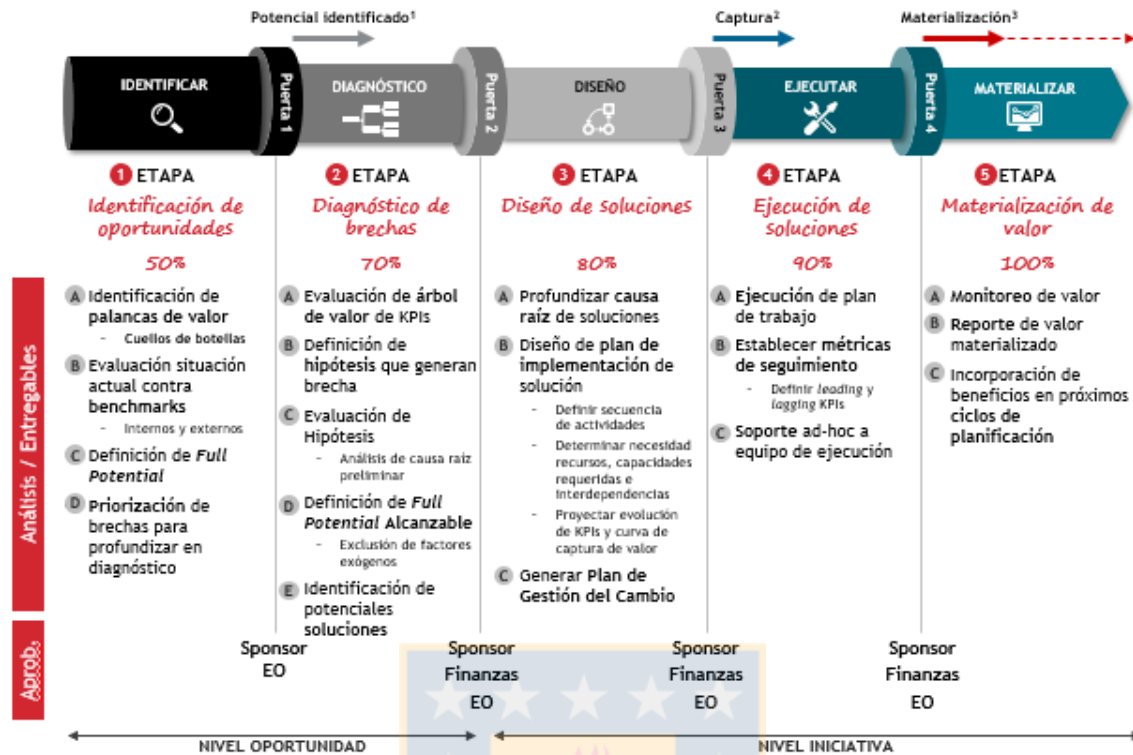 Potencial identificado¹
Captura²
Materialización³
IDENTIFICAR
Puerta 1
DIAGNÓSTICO
Puerta 2
DISEÑO
Puerta 3
EJECUTAR
Puerta 4
MATERIALIZAR
1 ETAPA
Identificación de
oportunidades
50%
2 ETAPA
Diagnóstico de
brechas
70%
3 ETAPA
Diseño de soluciones
80%
4 ETAPA
Ejecución de
soluciones
90%
5 ETAPA
Materialización de
valor
100%
Análisis / Entregables
A Identificación de
palancas de valor
- Cuellos de botellas
B Evaluación situación
actual contra
benchmarks
- Internos y externos
C Definición de Full
Potential
D Priorización de
brechas para
profundizar en
diagnóstico
A Evaluación de árbol
de valor de KPIs
B Definición de
hipótesis que generan
brecha
C Evaluación de
Hipótesis
- Análisis de causa raíz
preliminar
D Definición de Full
Potential Alcanzable
- Exclusión de factores
exógenos
E Identificación de
potenciales
soluciones
A Profundizar causa
raíz de soluciones
B Diseño de plan de
implementación de
solución
- Definir secuencia
de actividades
- Determinar necesidad
recursos, capacidades
requeridas e
interdependencias
- Proyectar evolución
de KPIs y curva de
captura de valor
C Generar Plan de
Gestión del Cambio
A Ejecución de plan
de trabajo
B Establecer métricas
de seguimiento
- Definir leading y
lagging KPIs
C Soporte ad-hoc a
equipo de ejecución
A Monitoreo de valor
B Reporte de valor
materializado
C Incorporación de
beneficios en próximos
ciclos de
planificación
Aprob.
Sponsor
EO
Sponsor
Finanzas
EO
Sponsor
Finanzas
EO
Sponsor
Finanzas
EO
NIVEL OPORTUNIDAD
NIVEL INICIATIVA